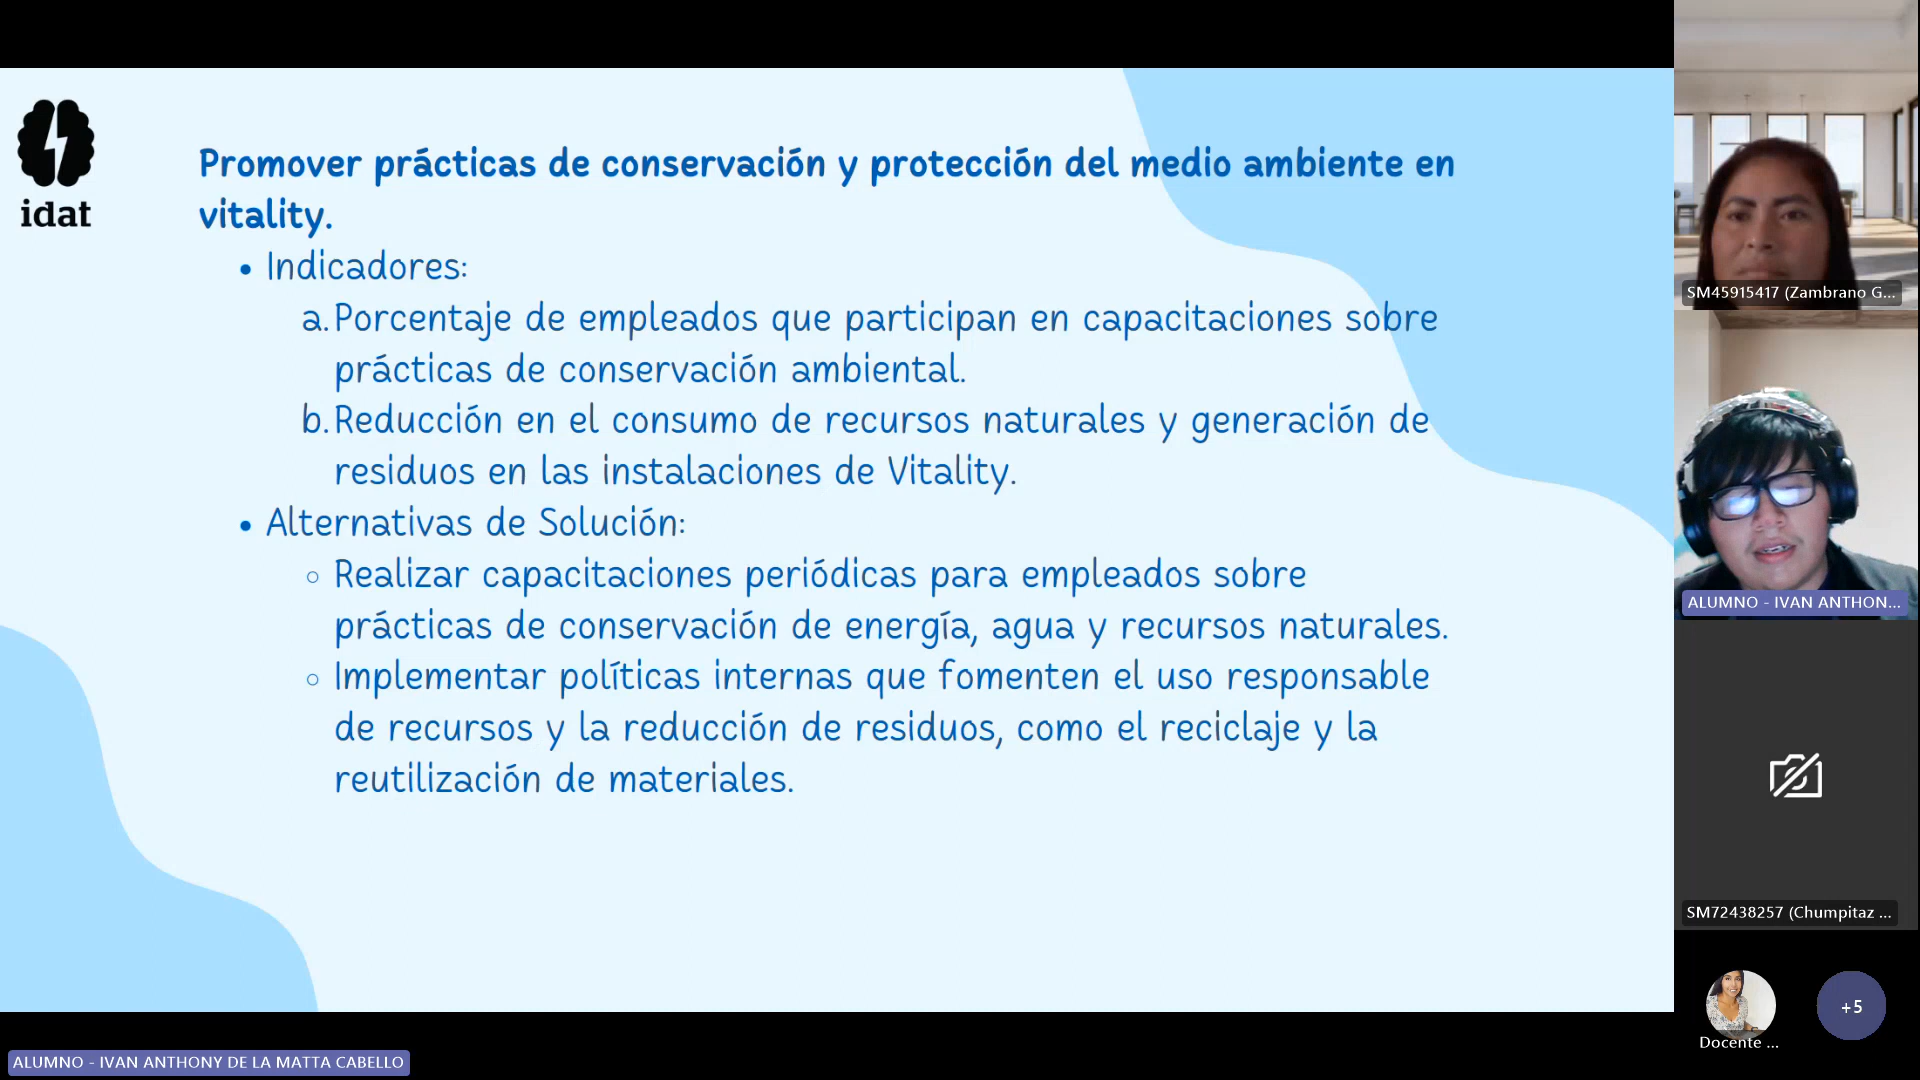 idat
Promover prácticas de conservación y protección del medio ambiente en
vitality.
• Indicadores:
a. Porcentaje de empleados que participan en capacitaciones sobre
prácticas de conservación ambiental.
b. Reducción en el consumo de recursos naturales y generación de
residuos en las instalaciones de Vitality.
• Alternativas de Solución:
○ Realizar capacitaciones periódicas para empleados sobre
prácticas de conservación de energía, agua y recursos naturales.
○ Implementar políticas internas que fomenten el uso responsable
de recursos y la reducción de residuos, como el reciclaje y la
reutilización de materiales.
SM45915417 (Zambrano G...
ALUMNO - IVAN ANTHON...
SM72438257 (Chumpitaz ...
Docente ...
+5
ALUMNO - IVAN ANTHONY DE LA MATTA CABELLO